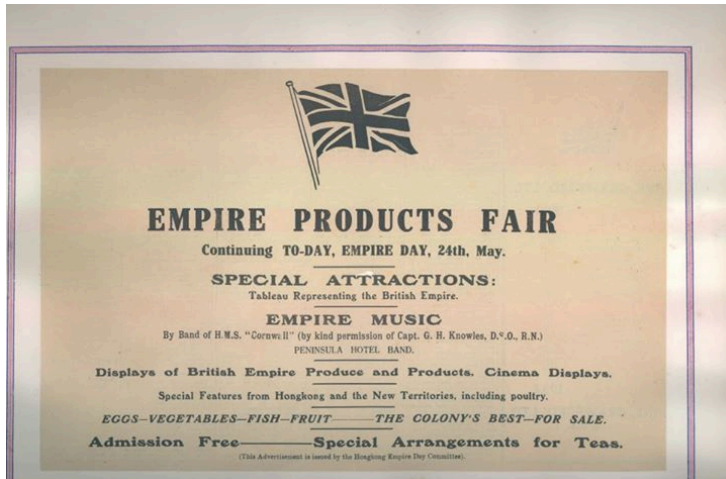 EMPIRE PRODUCTS FAIR
Continuing TO-DAY, EMPIRE DAY, 24th, May.
SPECIAL ATTRACTIONS:
Tableau Representing the British Empire.
EMPIRE MUSIC
By Band of H.M.S. "Cornwall" (by kind permission of Capt. G. H. Knowles, D.S.O., R.N.)
PENINSULA HOTEL BAND.
Displays of British Empire Produce and Products. Cinema Displays.
Special Features from Hongkong and the New Territories, including poultry.
EGGS—VEGETABLES—FISH—FRUIT——THE COLONY'S BEST—FOR SALE.
Admission Free——Special Arrangements for Teas.
(This Advertisement is issued by the Hongkong Empire Day Committee).